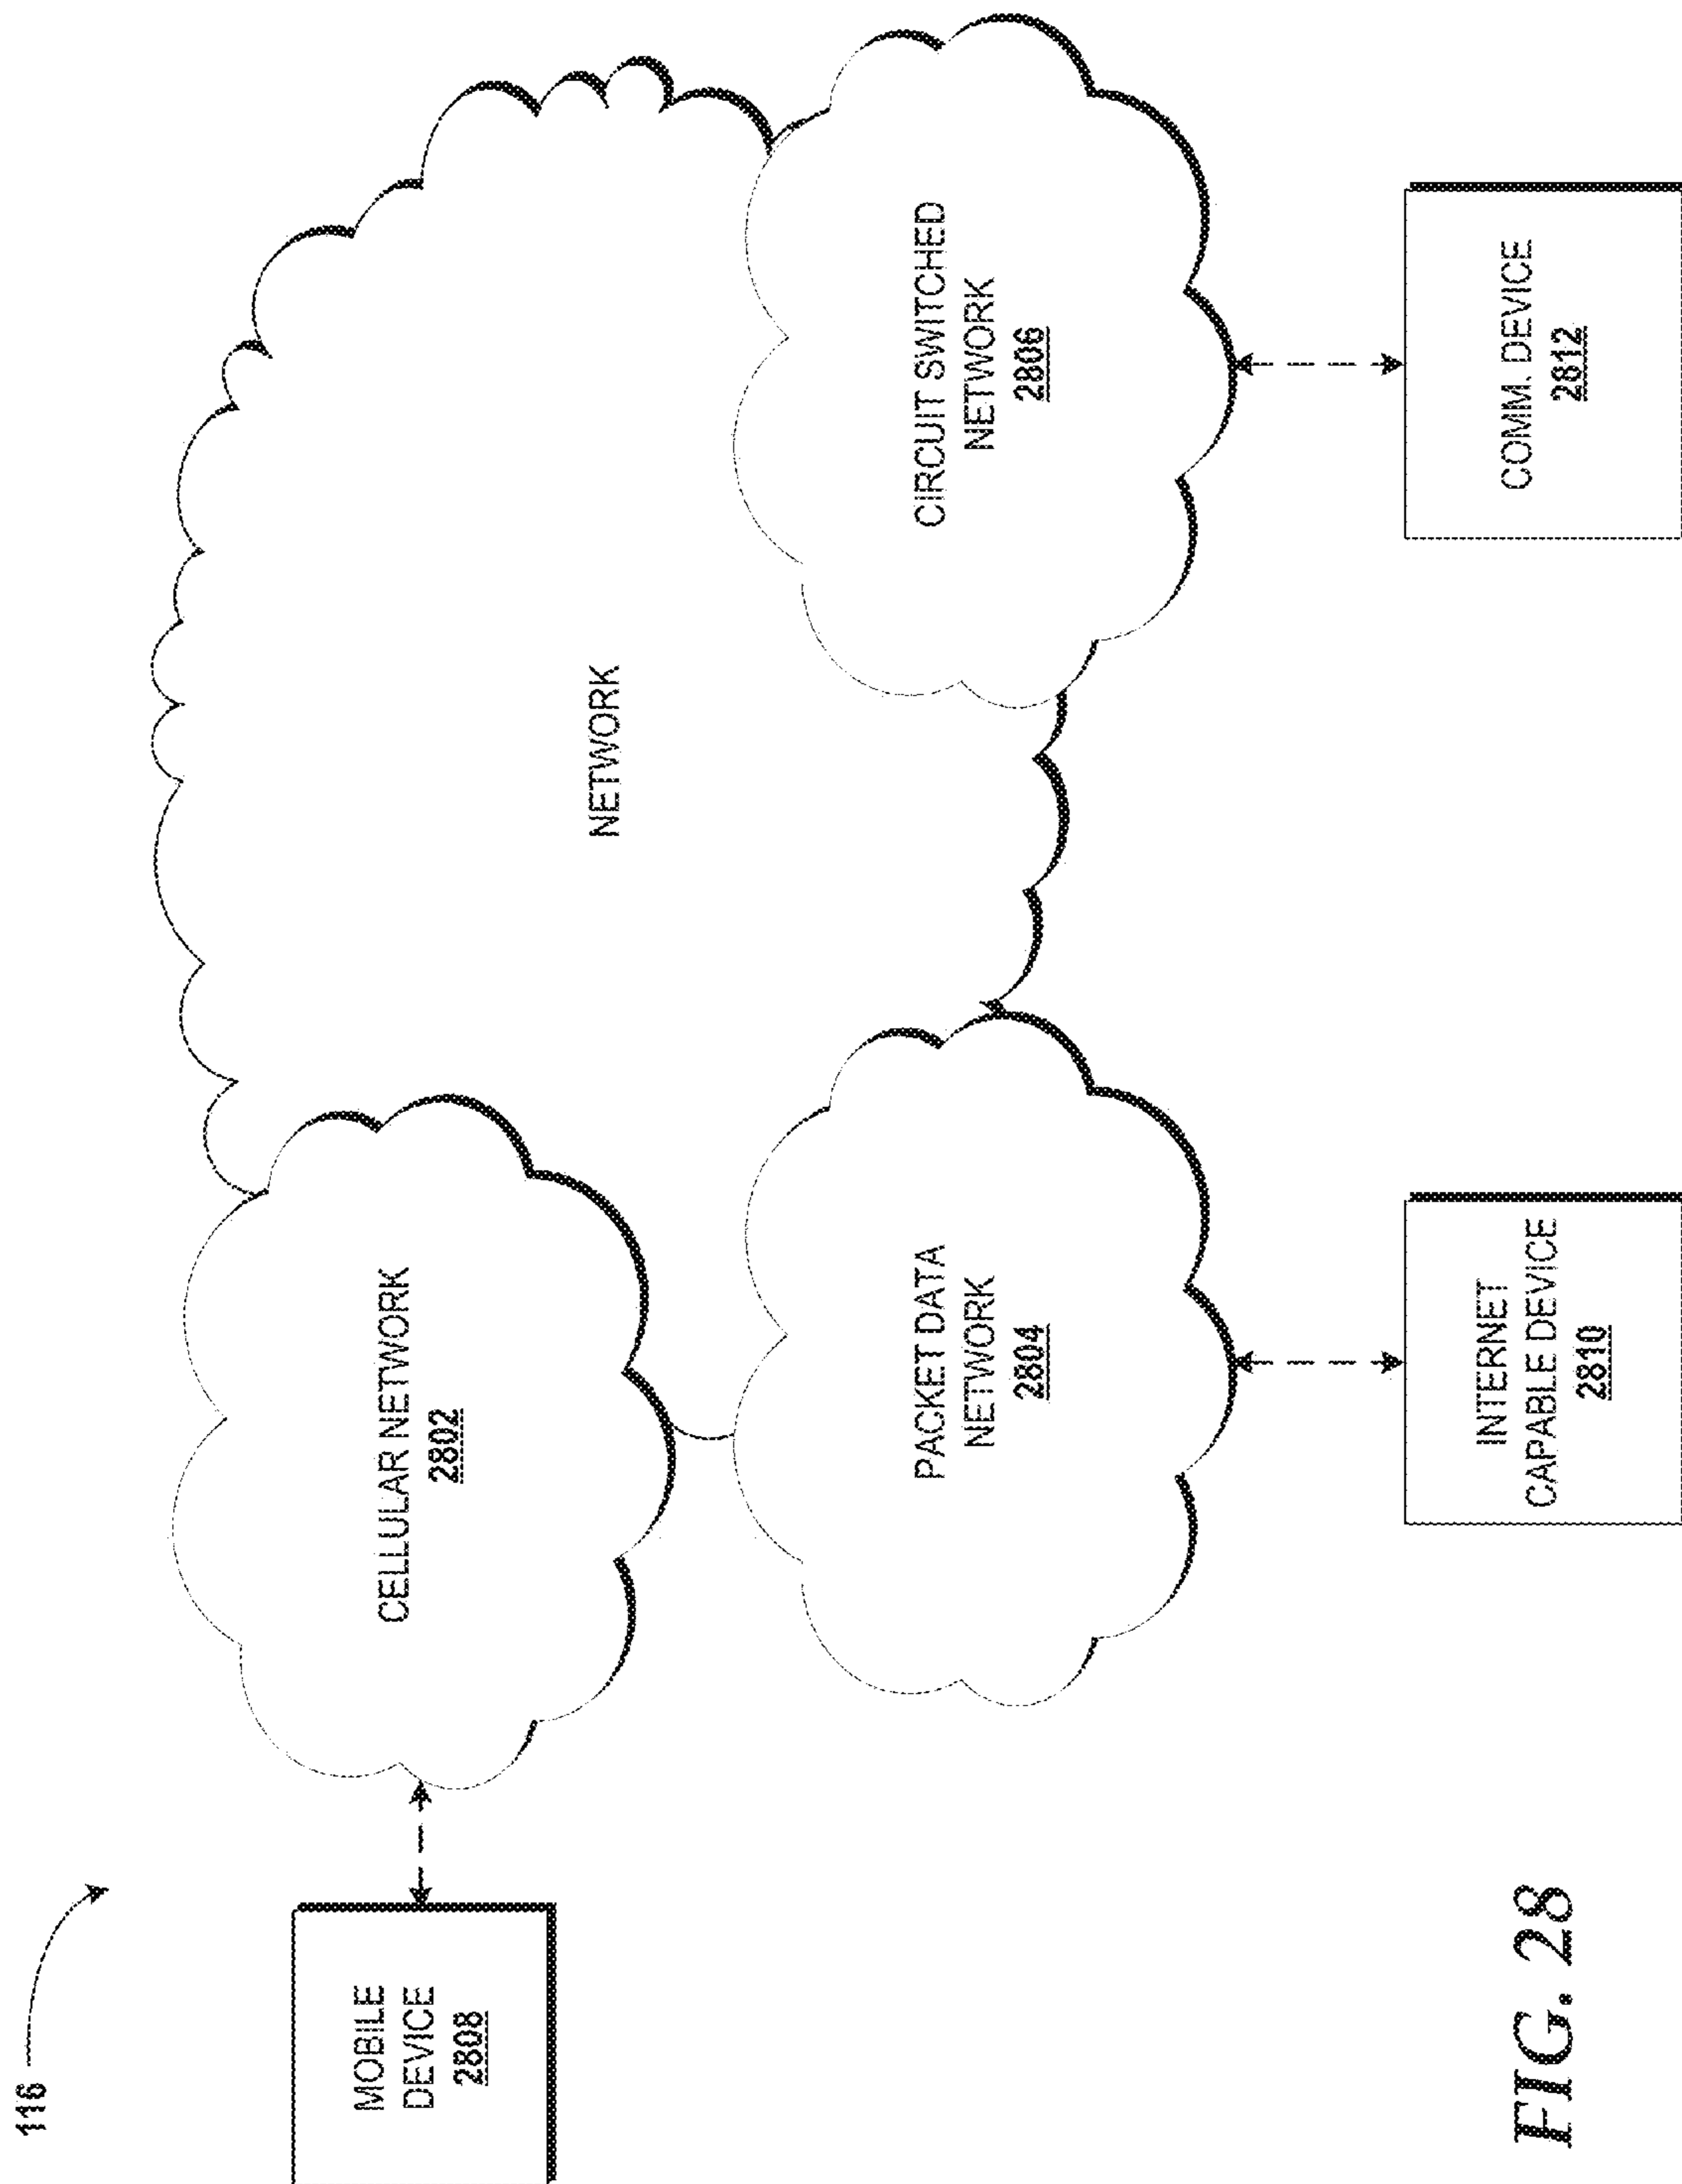 116
MOBILE
DEVICE
2808
CELLULAR NETWORK
2802
NETWORK
PACKET DATA
NETWORK
2804
CIRCUIT SWITCHED
NETWORK
2806
INTERNET
CAPABLE DEVICE
2810
COMM. DEVICE
2812
FIG. 28